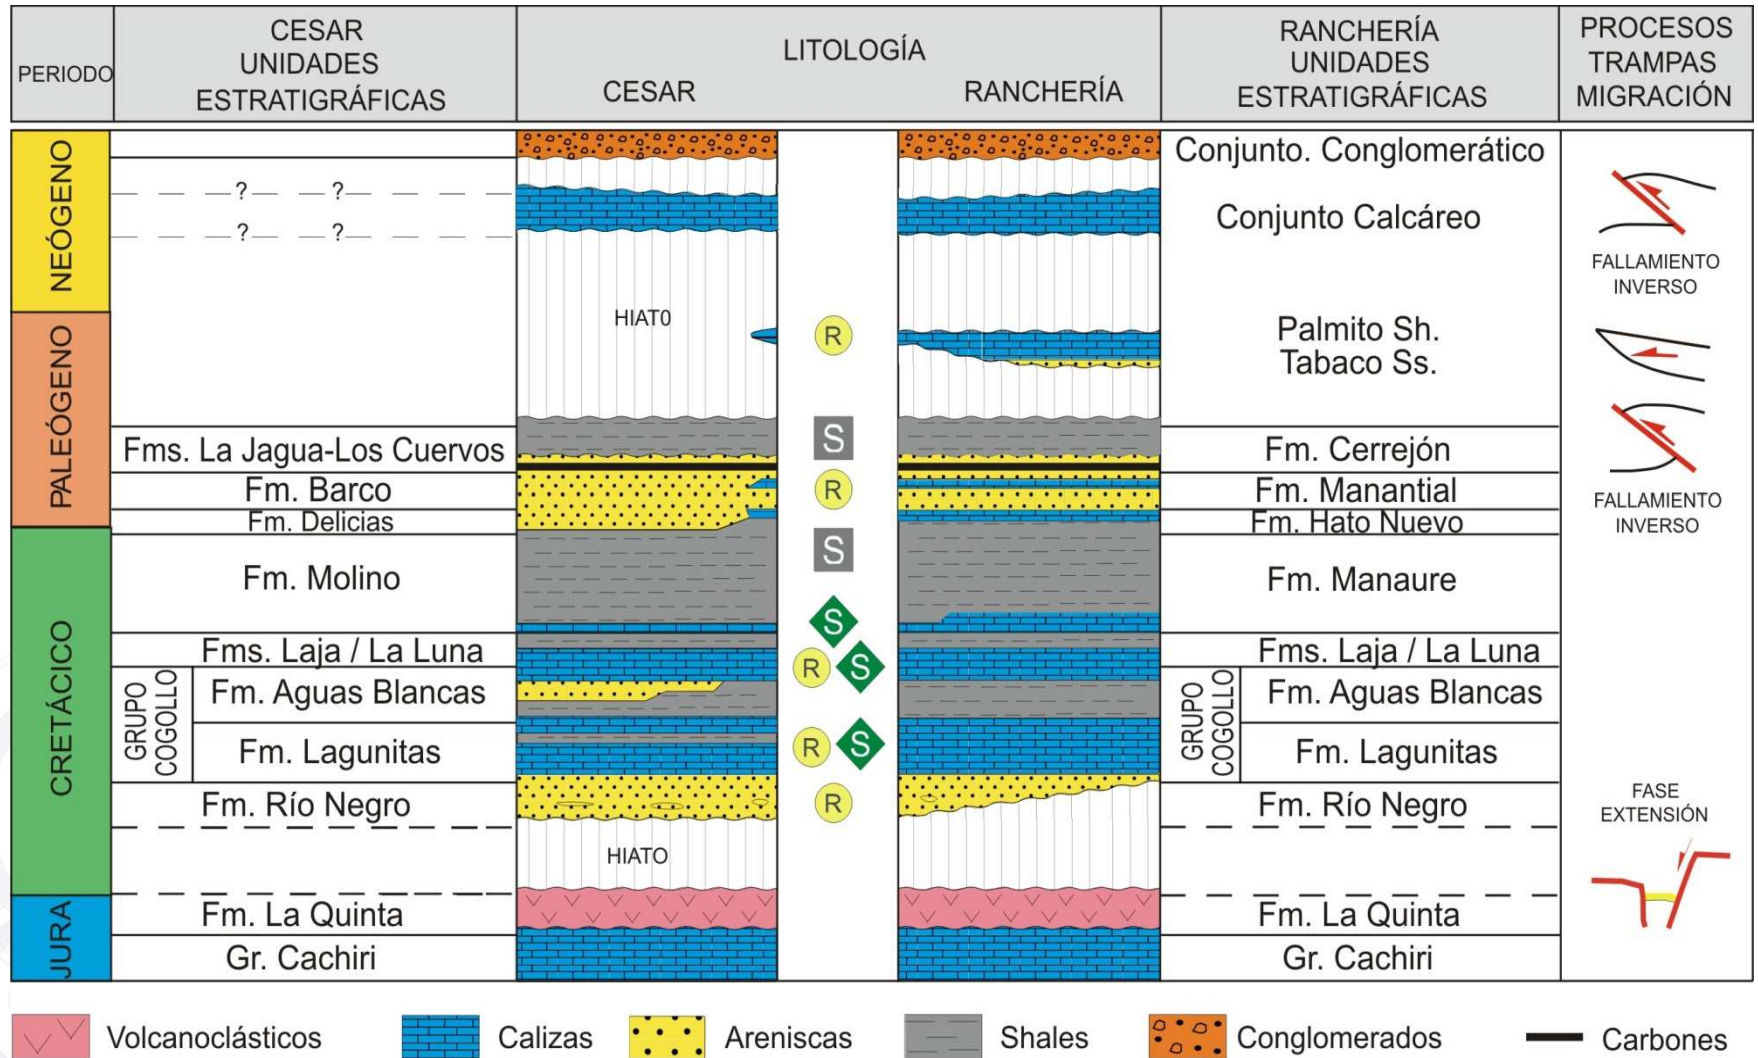 PERIODO
CESAR
UNIDADES
ESTRATIGRÁFICAS
LITOLOGÍA
CESAR
RANCHERÍA
RANCHERÍA
UNIDADES
ESTRATIGRÁFICAS
PROCESOS
TRAMPAS
MIGRACIÓN
NEÓGENO
PALEÓGENO
CRETÁCICO
JURA
? ?
? ?
Fms. La Jagua-Los Cuervos
Fm. Barco
Fm. Delicias
Fm. Molino
Fms. Laja / La Luna
GRUPO
COGOLLO
Fm. Aguas Blancas
Fm. Lagunitas
Fm. Río Negro
Fm. La Quinta
Gr. Cachiri
HIAT0
HIATO
R
S
R
S
S
R S
R S
R
Conjunto. Conglomerático
Conjunto Calcáreo
Palmito Sh.
Tabaco Ss.
Fm. Cerrejón
Fm. Manantial
Fm. Hato Nuevo
Fm. Manaure
Fms. Laja / La Luna
GRUPO
COGOLLO
Fm. Aguas Blancas
Fm. Lagunitas
Fm. Río Negro
Fm. La Quinta
Gr. Cachiri
FALLAMIENTO
INVERSO
FALLAMIENTO
INVERSO
FASE
EXTENSIÓN
Volcanoclásticos
Calizas
Areniscas
Shales
Conglomerados
Carbones